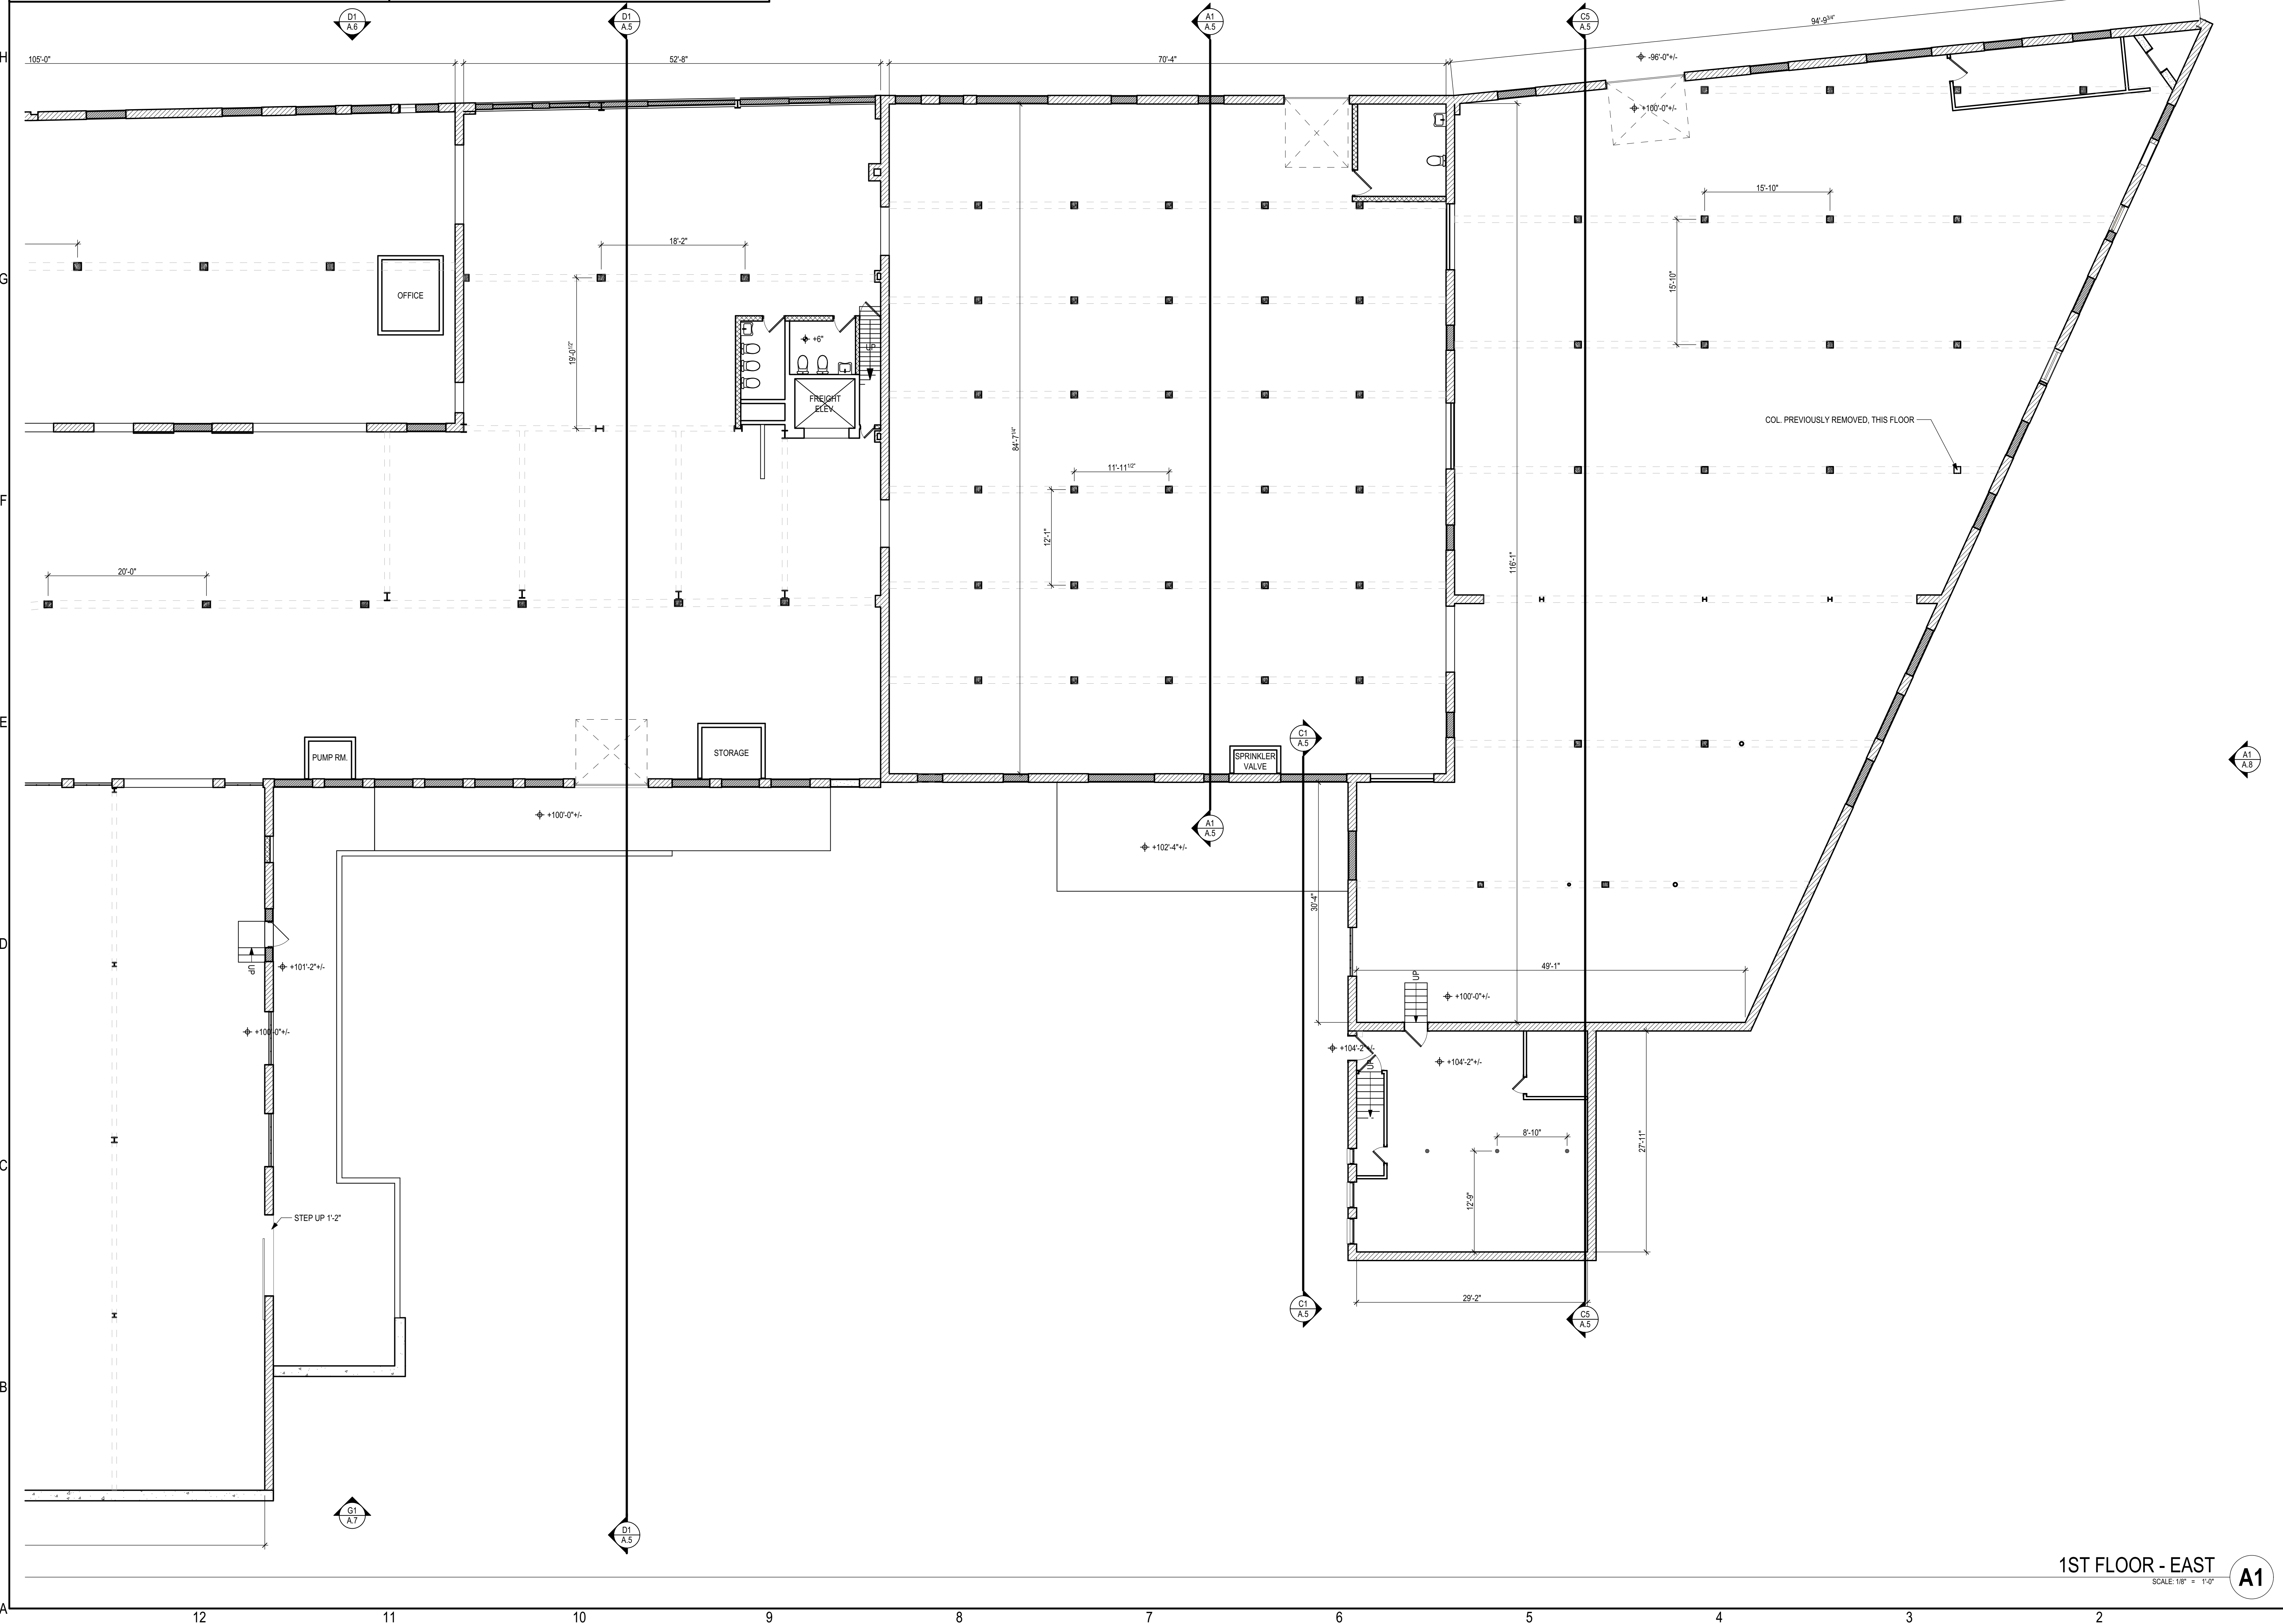 D1
A.6
D1
A.5
A1
A.5
C5
A.5
94'-9 3/4"
H
105'-0"
52'-8"
70'-4"
-96'-0"+/-
+100'-0"+/-
15'-10"
18'-2"
G
OFFICE
15'-10"
+6"
UP
19'-0 1/2"
FREIGHT
ELEV.
COL. PREVIOUSLY REMOVED, THIS FLOOR
84'-7 1/4"
11'-11 1/2"
F
12'-1"
116'-1"
20'-0"
E
C1
A.5
PUMP RM.
STORAGE
SPRINKLER
VALVE
A1
A.8
+100'-0"+/-
A1
A.5
+102'-4"+/-
30'-4"
D
UP
+101'-2"+/-
49'-1"
UP
+100'-0"+/-
+100'-0"+/-
+104'-2"+/-
+104'-2"+/-
UP
8'-10"
27'-11"
C
12'-9"
STEP UP 1'-2"
29'-2"
C1
A.5
C5
A.5
B
G1
A.7
D1
A.5
1ST FLOOR - EAST
SCALE: 1/8" = 1'-0"
A1
A
12 11 10 9 8 7 6 5 4 3 2